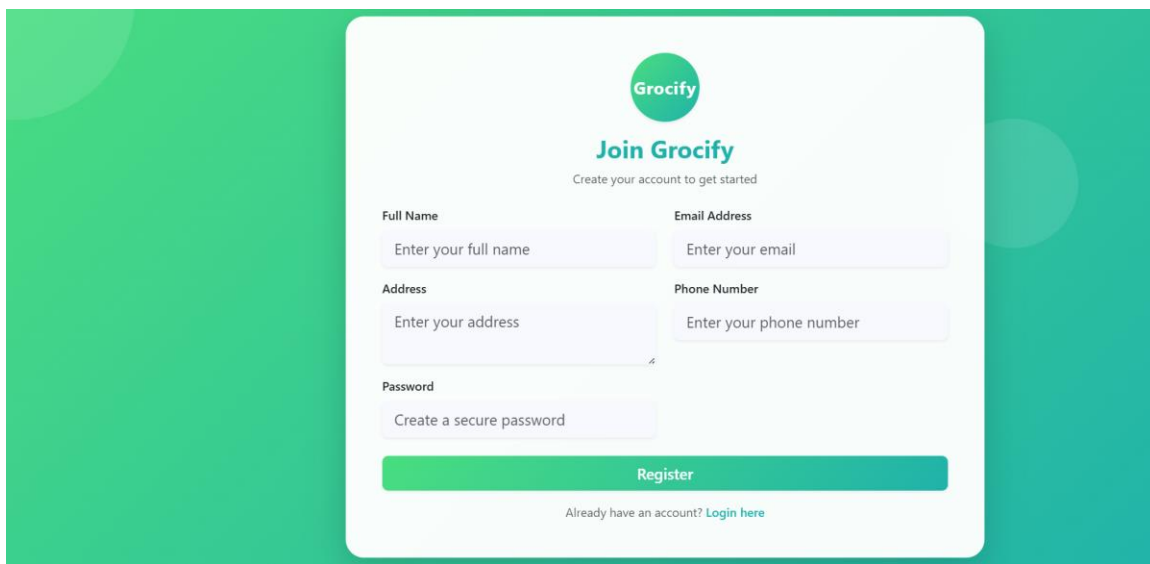 Grocify
Join Grocify
Create your account to get started
Full Name
Email Address
Enter your full name
Enter your email
Address
Phone Number
Enter your address
Enter your phone number
Password
Create a secure password
Register
Already have an account? Login here